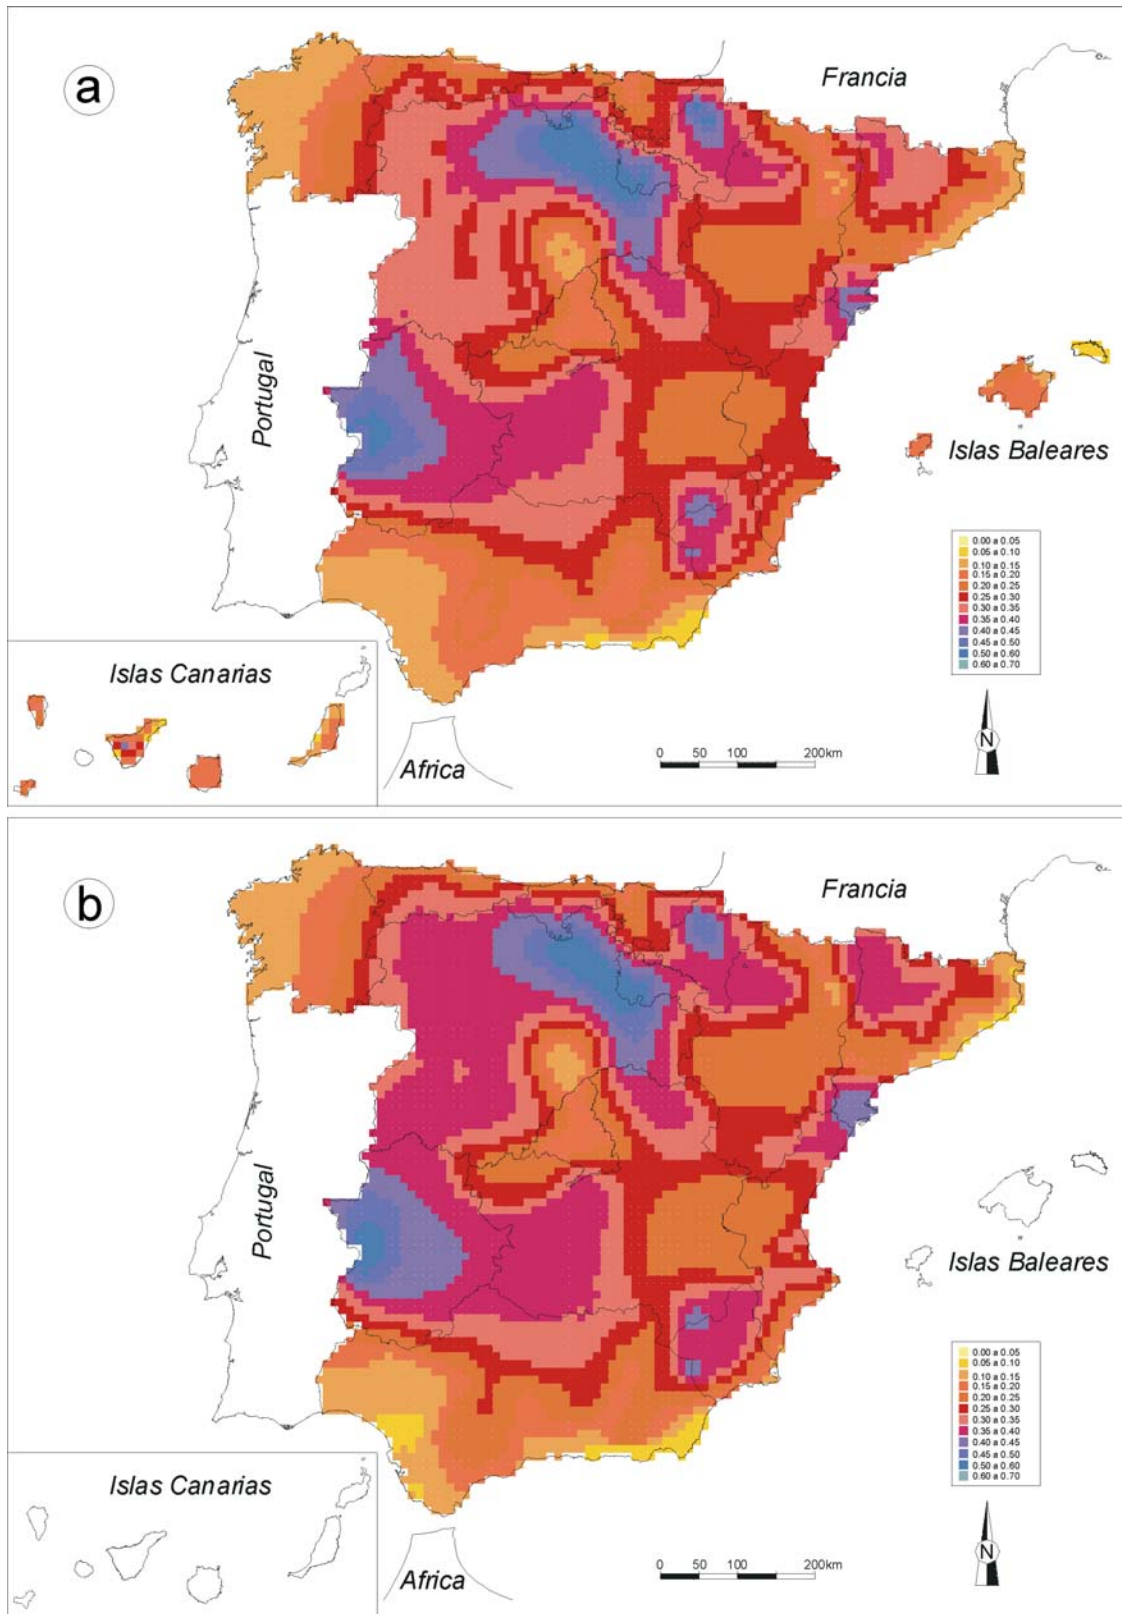 a
Francia
Portugal
Islas Baleares
0.00 a 0.05
0.05 a 0.10
0.10 a 0.15
0.15 a 0.20
0.20 a 0.25
0.25 a 0.30
0.30 a 0.35
0.35 a 0.40
0.40 a 0.45
0.45 a 0.50
0.50 a 0.60
0.60 a 0.70
Islas Canarias
Africa
0 50 100 200km
N
b
Francia
Portugal
Islas Baleares
0.00 a 0.05
0.05 a 0.10
0.10 a 0.15
0.15 a 0.20
0.20 a 0.25
0.25 a 0.30
0.30 a 0.35
0.35 a 0.40
0.40 a 0.45
0.45 a 0.50
0.50 a 0.60
0.60 a 0.70
Islas Canarias
Africa
0 50 100 200km
N